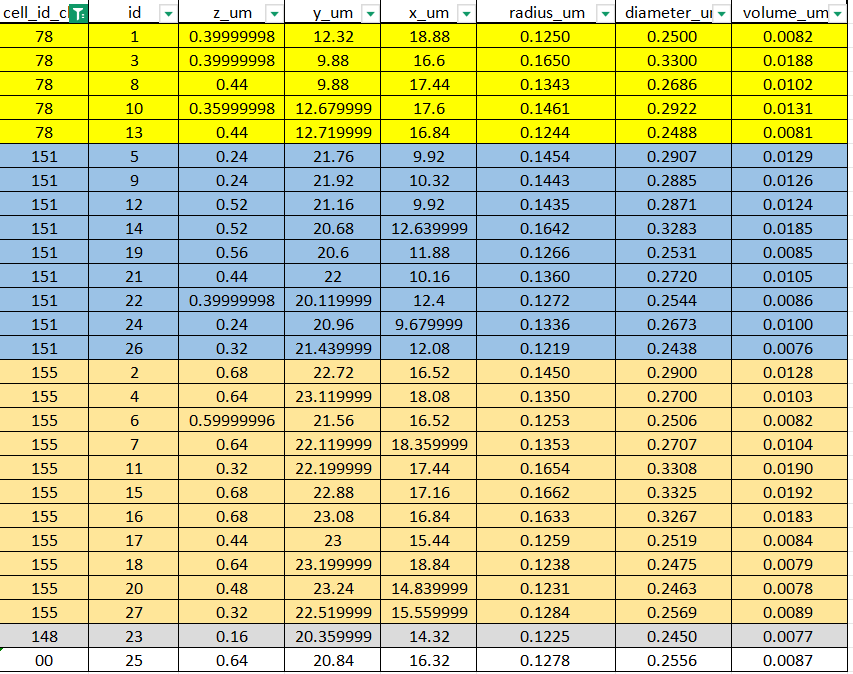 cell_id_c id z_um y_um x_um radius_um diameter_u volume_um
78 1 0.39999998 12.32 18.88 0.1250 0.2500 0.0082
78 3 0.39999998 9.88 16.6 0.1650 0.3300 0.0188
78 8 0.44 9.88 17.44 0.1343 0.2686 0.0102
78 10 0.35999998 12.679999 17.6 0.1461 0.2922 0.0131
78 13 0.44 12.719999 16.84 0.1244 0.2488 0.0081
151 5 0.24 21.76 9.92 0.1454 0.2907 0.0129
151 9 0.24 21.92 10.32 0.1443 0.2885 0.0126
151 12 0.52 21.16 9.92 0.1435 0.2871 0.0124
151 14 0.52 20.68 12.639999 0.1642 0.3283 0.0185
151 19 0.56 20.6 11.88 0.1266 0.2531 0.0085
151 21 0.44 22 10.16 0.1360 0.2720 0.0105
151 22 0.39999998 20.119999 12.4 0.1272 0.2544 0.0086
151 24 0.24 20.96 9.679999 0.1336 0.2673 0.0100
151 26 0.32 21.439999 12.08 0.1219 0.2438 0.0076
155 2 0.68 22.72 16.52 0.1450 0.2900 0.0128
155 4 0.64 23.119999 18.08 0.1350 0.2700 0.0103
155 6 0.59999996 21.56 16.52 0.1253 0.2506 0.0082
155 7 0.64 22.119999 18.359999 0.1353 0.2707 0.0104
155 11 0.32 22.199999 17.44 0.1654 0.3308 0.0190
155 15 0.68 22.88 17.16 0.1662 0.3325 0.0192
155 16 0.68 23.08 16.84 0.1633 0.3267 0.0183
155 17 0.44 23 15.44 0.1259 0.2519 0.0084
155 18 0.64 23.199999 18.84 0.1238 0.2475 0.0079
155 20 0.48 23.24 14.839999 0.1231 0.2463 0.0078
155 27 0.32 22.519999 15.559999 0.1284 0.2569 0.0089
148 23 0.16 20.359999 14.32 0.1225 0.2450 0.0077
00 25 0.64 20.84 16.32 0.1278 0.2556 0.0087